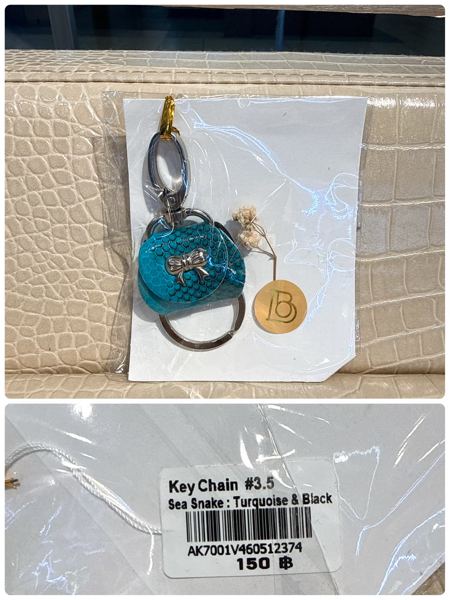 B
Key Chain #3.5
Sea Snake : Turquoise & Black
AK7001V460512374
150 ฿